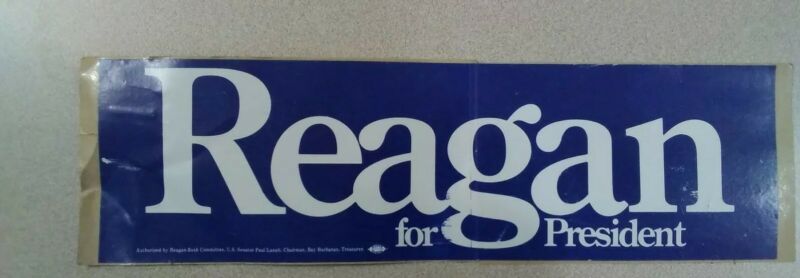 Reagan
for President
Authorized by Reagan-Bush Committee, U.S. Senator Paul Laxalt, Chairman, Bay Buchanan, Treasurer.